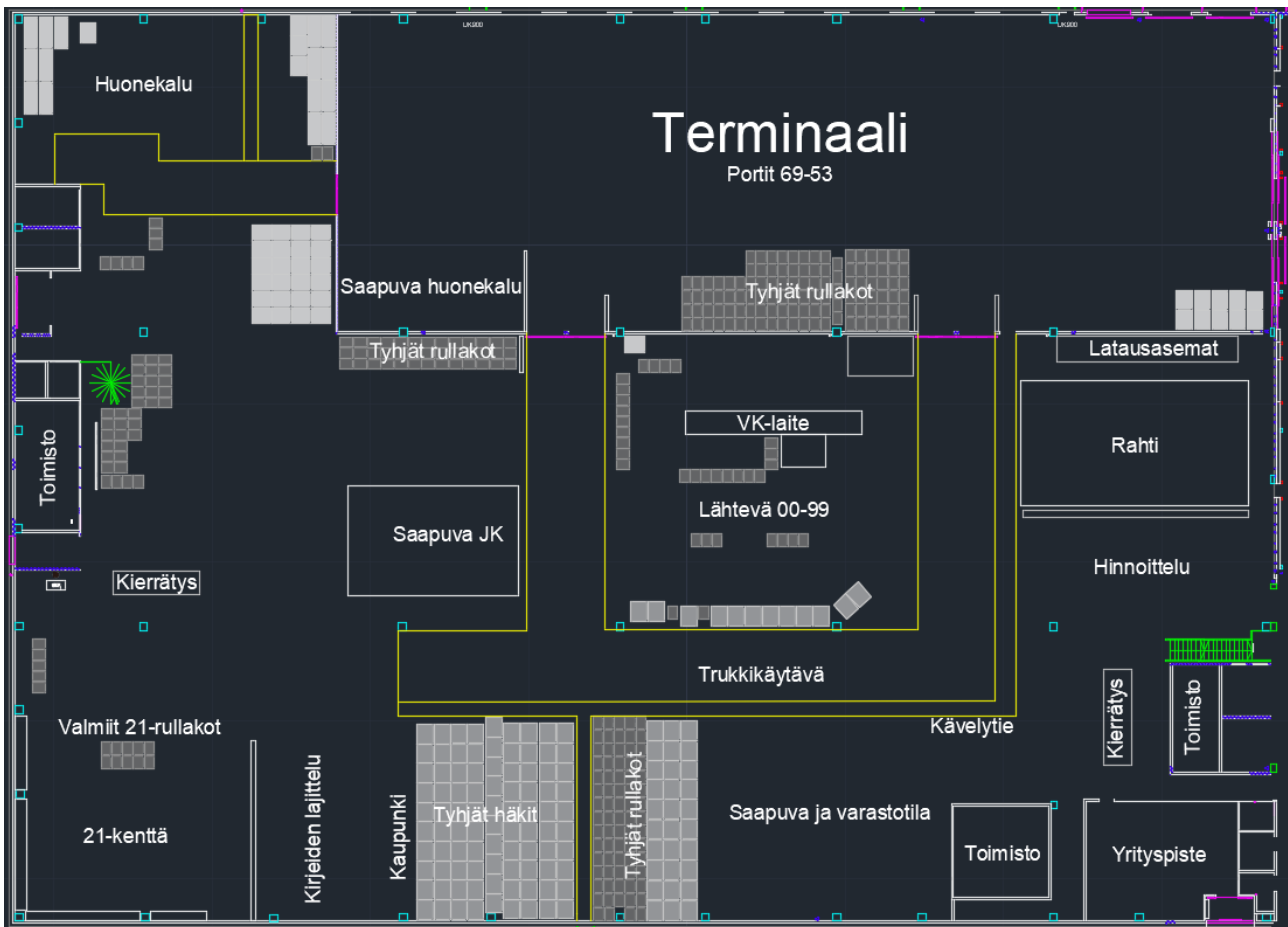 UK200
UK200
Huonekalu
Terminaali
Portit 69-53
Saapuva huonekalu
Tyhjät rullakot
Tyhjät rullakot
Latausasemat
VK-laite
Rahti
Toimisto
Lähtevä 00-99
Saapuva JK
Hinnoittelu
Kierrätys
Trukkikäytävä
Kierrätys
Toimisto
Valmiit 21-rullakot
Kävelytie
Kirjeiden lajittelu
Kaupunki
Tyhjät häkit
Tyhjät rullakot
Saapuva ja varastotila
21-kenttä
Toimisto
Yrityspiste